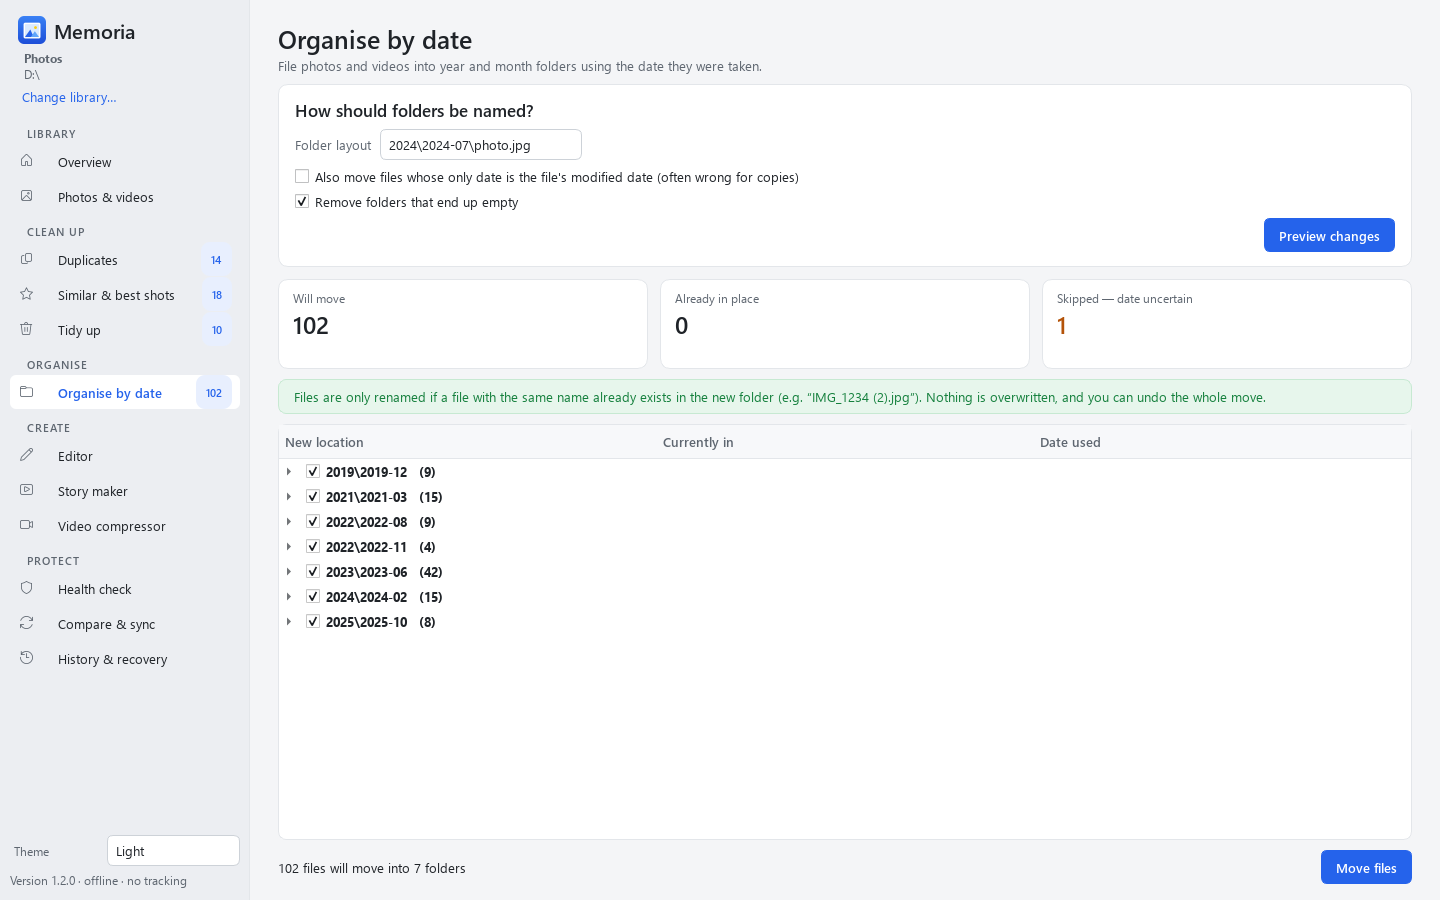 Memoria
Photos
D:\
Change library...
LIBRARY
Overview
Photos & videos
CLEAN UP
Duplicates 14
Similar & best shots 18
Tidy up 10
ORGANISE
Organise by date 102
CREATE
Editor
Story maker
Video compressor
PROTECT
Health check
Compare & sync
History & recovery
Theme Light
Version 1.2.0 · offline · no tracking
Organise by date
File photos and videos into year and month folders using the date they were taken.
How should folders be named?
Folder layout 2024\2024-07\photo.jpg
Also move files whose only date is the file's modified date (often wrong for copies)
Remove folders that end up empty
Preview changes
Will move
102
Already in place
0
Skipped — date uncertain
1
Files are only renamed if a file with the same name already exists in the new folder (e.g. “IMG_1234 (2).jpg”). Nothing is overwritten, and you can undo the whole move.
New location Currently in Date used
2019\2019-12 (9)
2021\2021-03 (15)
2022\2022-08 (9)
2022\2022-11 (4)
2023\2023-06 (42)
2024\2024-02 (15)
2025\2025-10 (8)
102 files will move into 7 folders
Move files